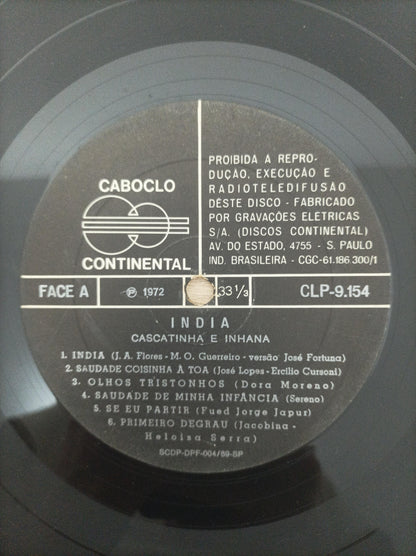 CABOCLO
CONTINENTAL
PROIBIDA A REPRO-
DUÇÃO, EXECUÇÃO E
RADIOTELEDIFUSÃO
DÊSTE DISCO - FABRICADO
POR GRAVAÇÕES ELETRICAS
S/A. (DISCOS CONTINENTAL)
AV. DO ESTADO, 4755 - S. PAULO
IND. BRASILEIRA - CGC-61.186.300/1
FACE A
℗ 1972
33 1/3
CLP-9.154
INDIA
CASCATINHA E INHANA
1. INDIA (J. A. Flores - M. O. Guerreiro - versão José Fortuna)
2. SAUDADE COISINHA À TOA (José Lopes - Ercílio Cursoni)
3. OLHOS TRISTONHOS (Dora Moreno)
4. SAUDADE DE MINHA INFÂNCIA (Sereno)
5. SE EU PARTIR (Fued Jorge Japur)
6. PRIMEIRO DEGRAU (Jacobina -
Heloisa Serra)
SCDP-DPF-004/69-SP